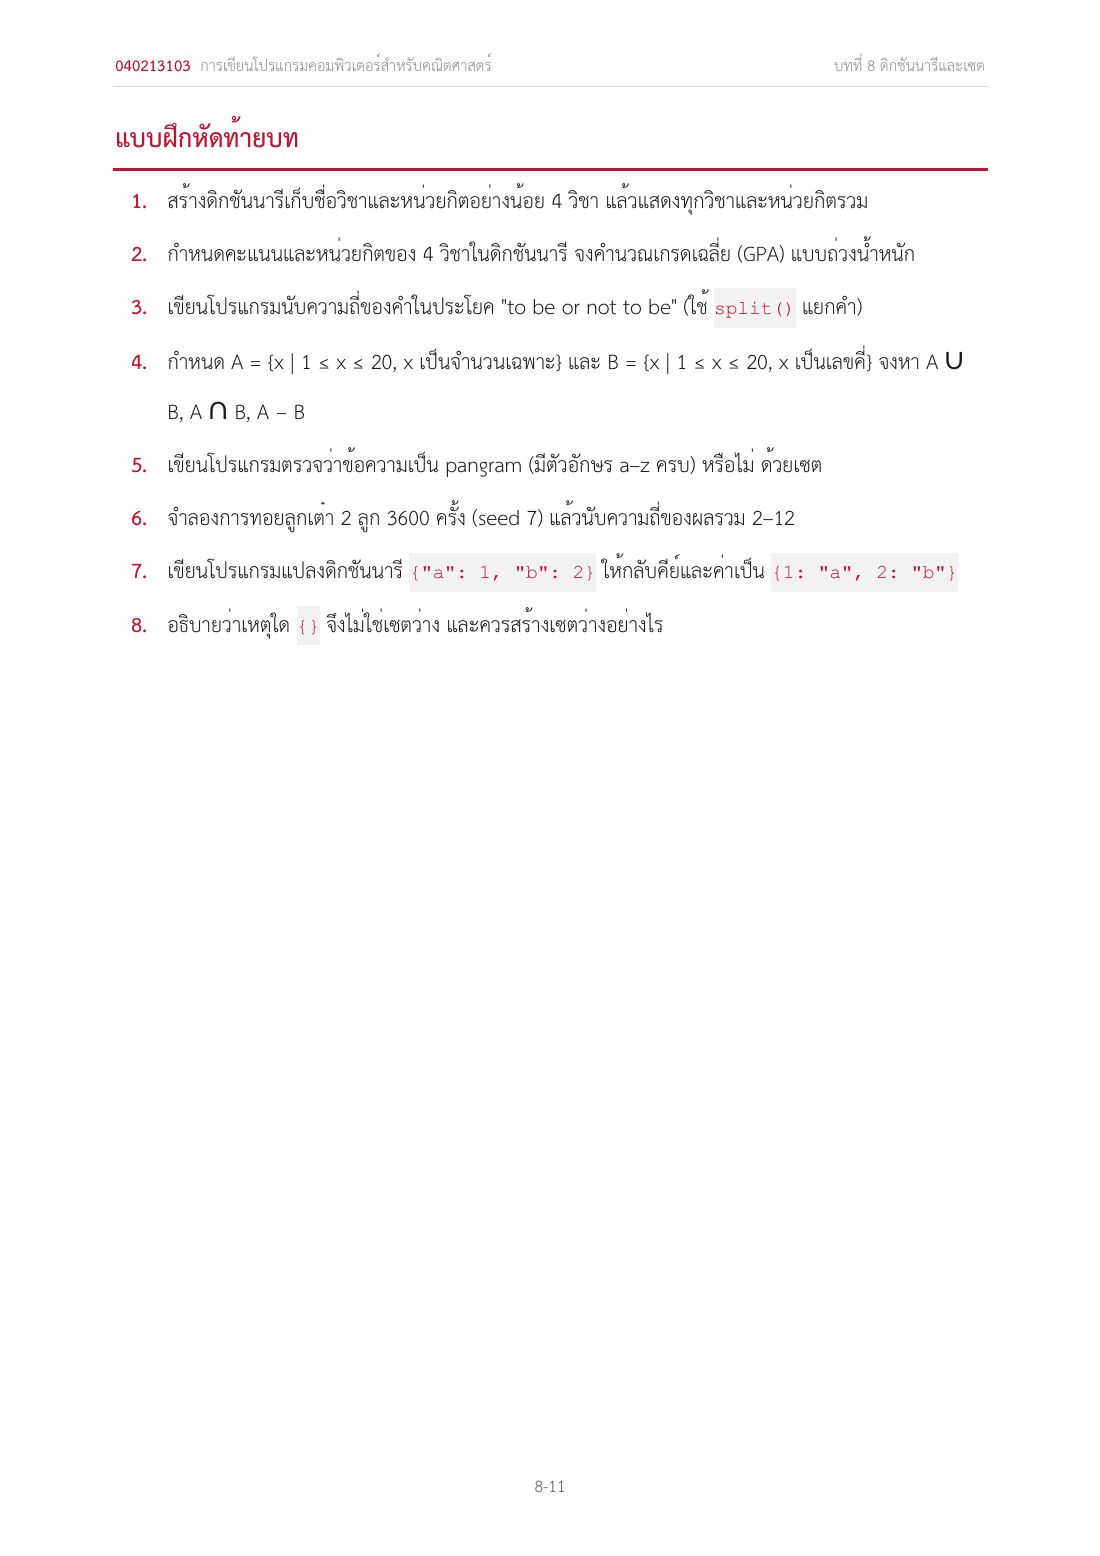 040213103 การเขียนโปรแกรมคอมพิวเตอร์สำหรับคณิตศาสตร์
บทที่ 8 ดิกชันนารีและเซต
แบบฝึกหัดท้ายบท
1. สร้างดิกชันนารีเก็บชื่อวิชาและหน่วยกิตอย่างน้อย 4 วิชา แล้วแสดงทุกวิชาและหน่วยกิตรวม
2. กำหนดคะแนนและหน่วยกิตของ 4 วิชาในดิกชันนารี จงคำนวณเกรดเฉลี่ย (GPA) แบบถ่วงน้ำหนัก
3. เขียนโปรแกรมนับความถี่ของคำในประโยค "to be or not to be" (ใช้ split() แยกคำ)
4. กำหนด A = {x | 1 ≤ x ≤ 20, x เป็นจำนวนเฉพาะ} และ B = {x | 1 ≤ x ≤ 20, x เป็นเลขคี่} จงหา A ∪
B, A ∩ B, A – B
5. เขียนโปรแกรมตรวจว่าข้อความเป็น pangram (มีตัวอักษร a–z ครบ) หรือไม่ ด้วยเซต
6. จำลองการทอยลูกเต๋า 2 ลูก 3600 ครั้ง (seed 7) แล้วนับความถี่ของผลรวม 2–12
7. เขียนโปรแกรมแปลงดิกชันนารี {"a": 1, "b": 2} ให้กลับคีย์และค่าเป็น {1: "a", 2: "b"}
8. อธิบายว่าเหตุใด {} จึงไม่ใช่เซตว่าง และควรสร้างเซตว่างอย่างไร
8-11